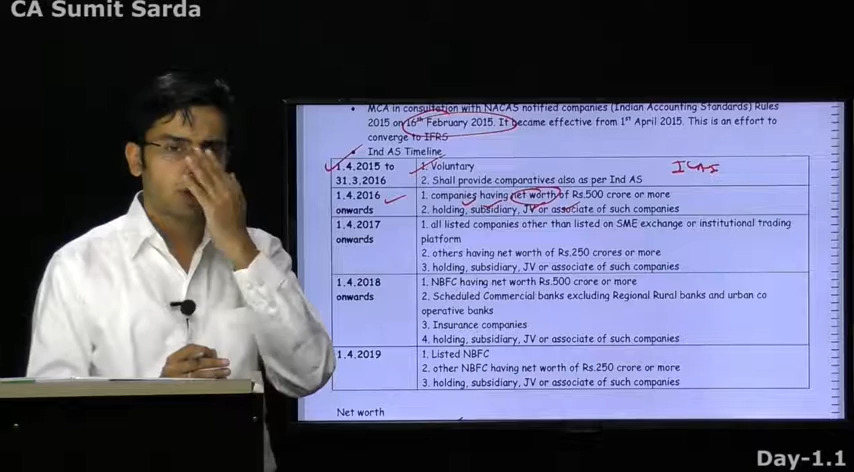 CA Sumit Sarda
MCA in consultation with NACAS notified companies (Indian Accounting Standards) Rules
2015 on 16th February 2015. It became effective from 1st April 2015. This is an effort to
converge to IFRS
• Ind AS Timeline
1.4.2015 to
31.3.2016
1. Voluntary
2. Shall provide comparatives also as per Ind AS
1.4.2016
onwards
1. companies having net worth of Rs.500 crore or more
2. holding, subsidiary, JV or associate of such companies
1.4.2017
onwards
1. all listed companies other than listed on SME exchange or institutional trading
platform
2. others having net worth of Rs.250 crores or more
3. holding, subsidiary, JV or associate of such companies
1.4.2018
onwards
1. NBFC having net worth Rs.500 crore or more
2. Scheduled Commercial banks excluding Regional Rural banks and urban co
operative banks
3. Insurance companies
4. holding, subsidiary, JV or associate of such companies
1.4.2019
1. Listed NBFC
2. other NBFC having net worth of Rs.250 crore or more
3. holding, subsidiary, JV or associate of such companies
Net worth
Day-1.1